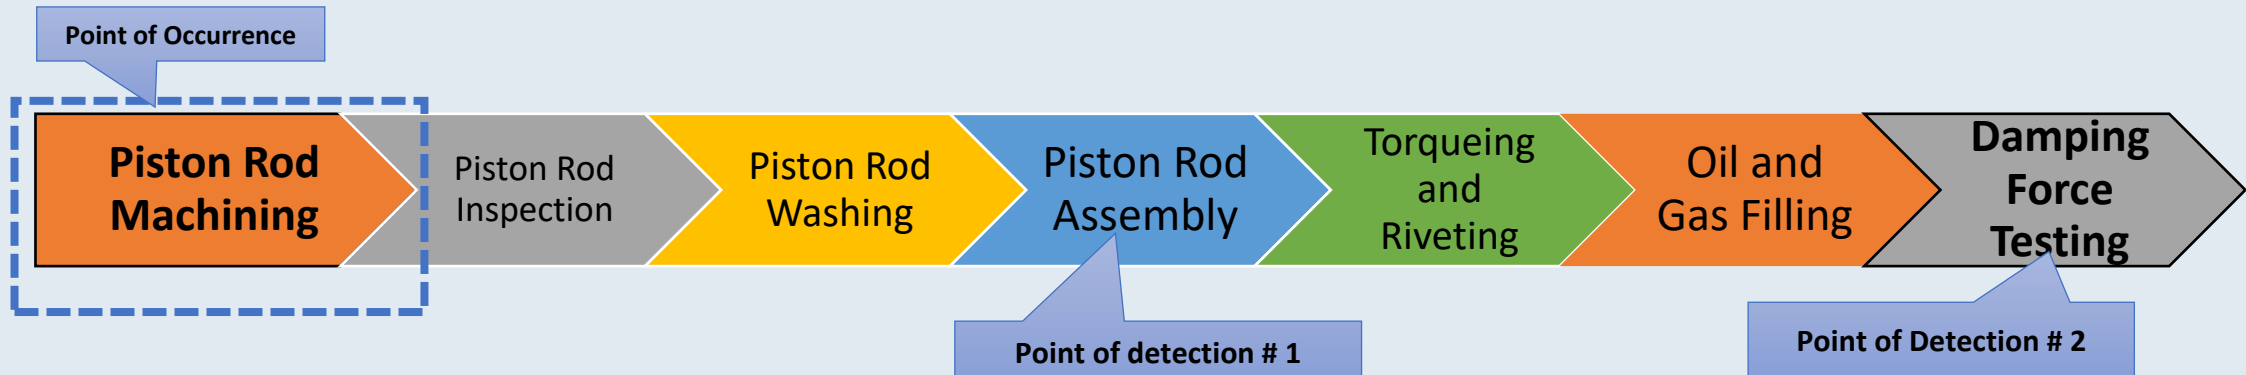 Point of Occurrence
Piston Rod
Machining
Piston Rod
Inspection
Piston Rod
Washing
Piston Rod
Assembly
Torqueing
and
Riveting
Oil and
Gas Filling
Damping
Force
Testing
Point of detection # 1
Point of Detection # 2